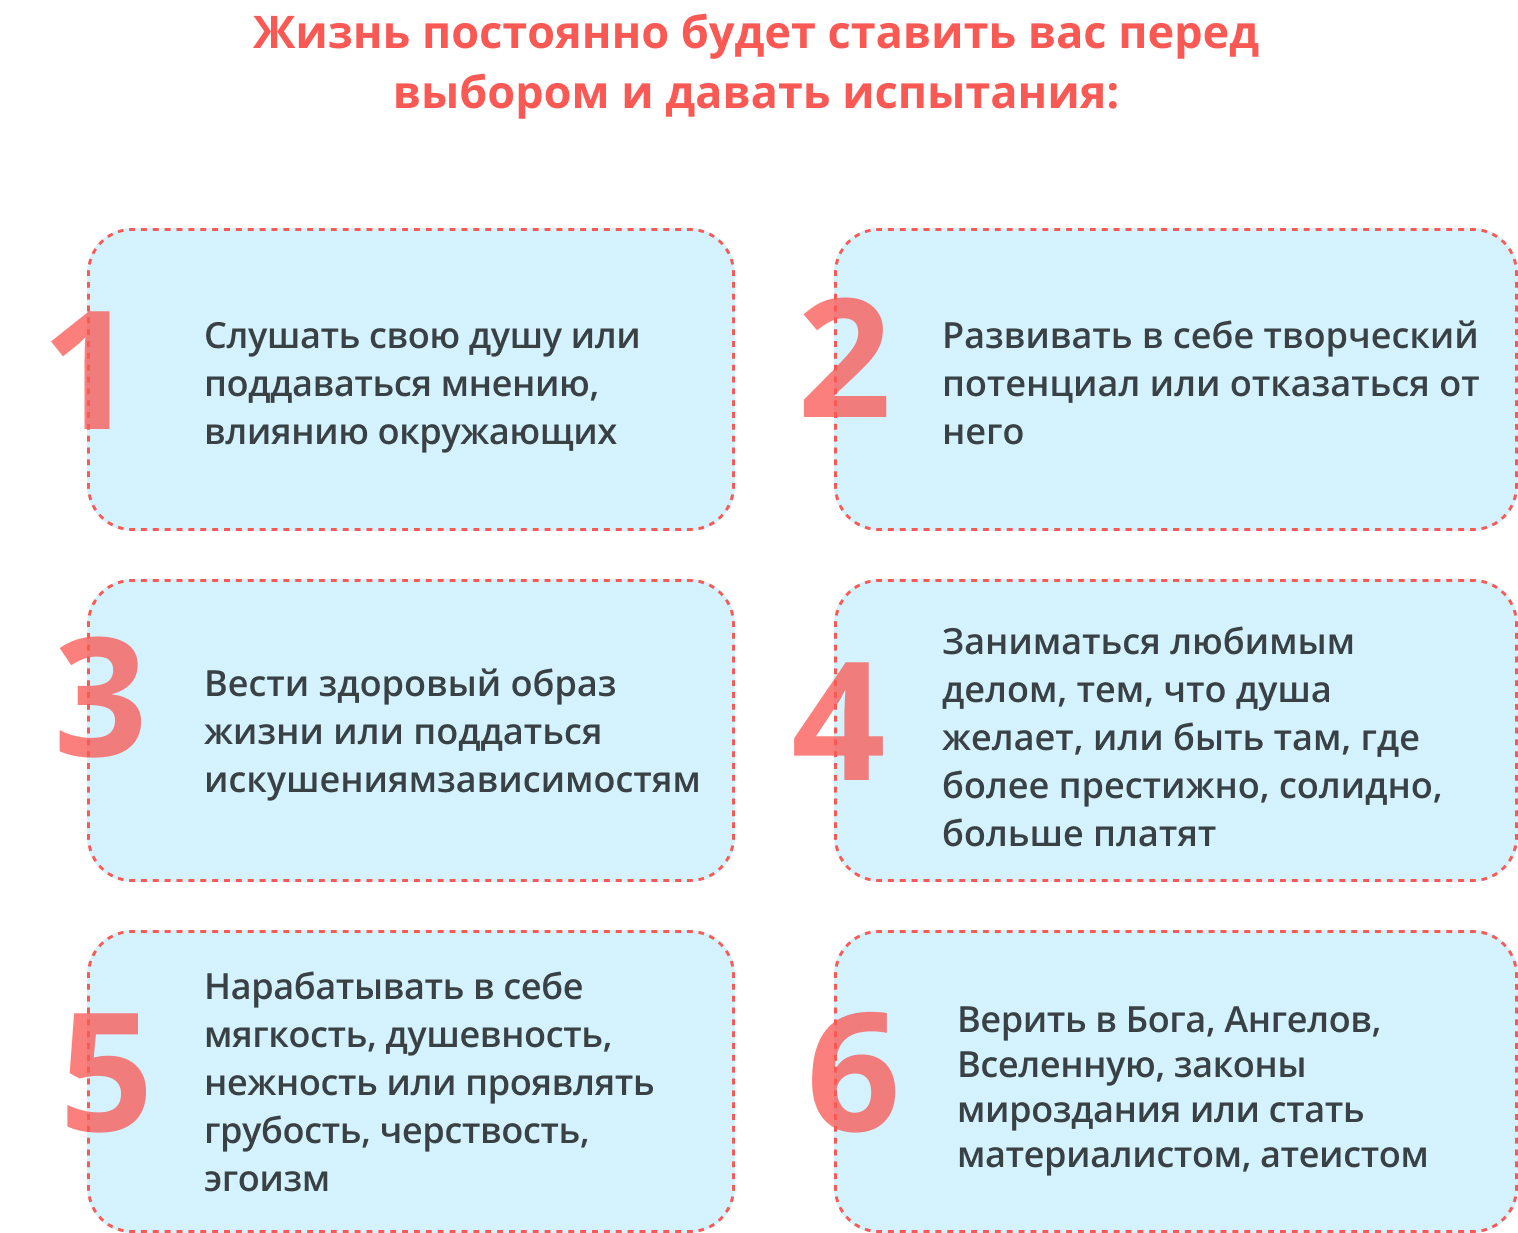 Жизнь постоянно будет ставить вас перед
выбором и давать испытания:
1
Слушать свою душу или
поддаваться мнению,
влиянию окружающих
2
Развивать в себе творческий
потенциал или отказаться от
него
3
Вести здоровый образ
жизни или поддаться
искушениямзависимостям
4
Заниматься любимым
делом, тем, что душа
желает, или быть там, где
более престижно, солидно,
больше платят
5
Нарабатывать в себе
мягкость, душевность,
нежность или проявлять
грубость, черствость,
эгоизм
6
Верить в Бога, Ангелов,
Вселенную, законы
мироздания или стать
материалистом, атеистом